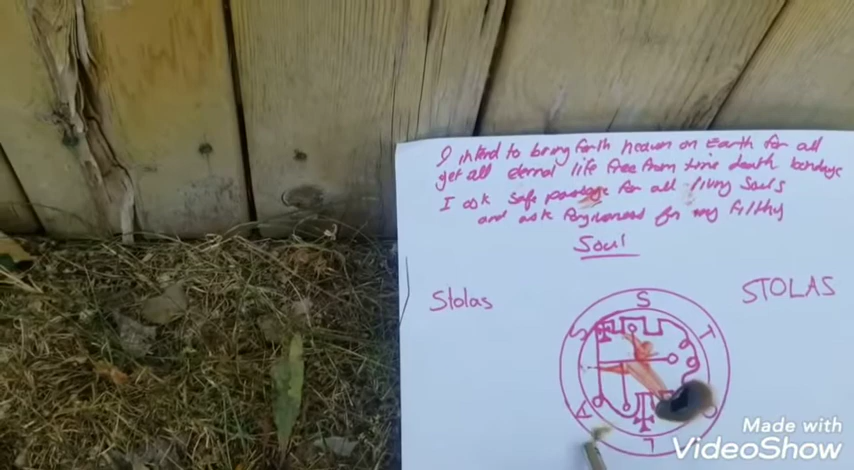 I intend to bring forth heaven on Earth for all
get all eternal life free from time death bondage
I ask safe passage for all living souls
and ask forgiveness for my filthy
Soul
Stolas
STOLAS
S
T
O
L
A
S
Made with
VideoShow